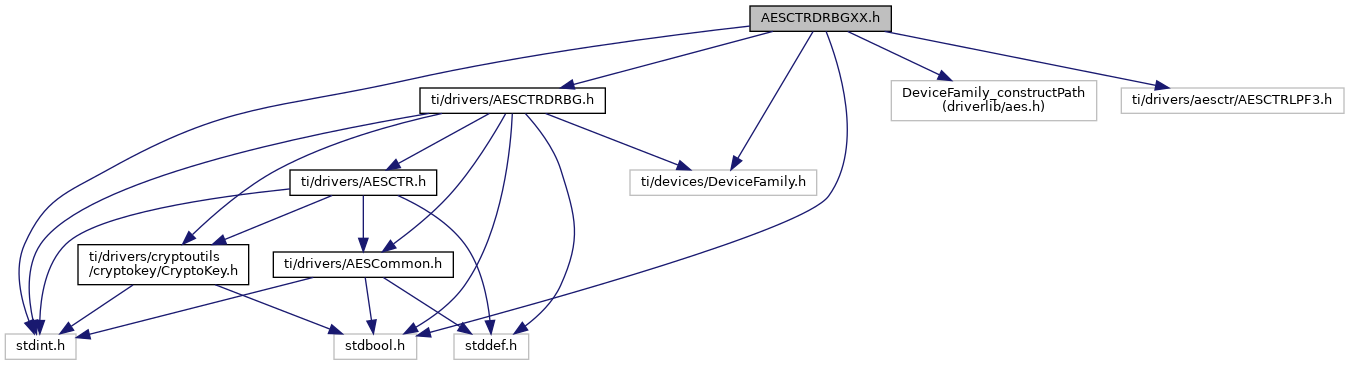 AESCTRDRBGXX.h
ti/drivers/AESCTRDRBG.h
DeviceFamily_constructPath
(driverlib/aes.h)
ti/drivers/aesctr/AESCTRLPF3.h
ti/drivers/AESCTR.h
ti/devices/DeviceFamily.h
ti/drivers/cryptoutils
/cryptokey/CryptoKey.h
ti/drivers/AESCommon.h
stdint.h
stdbool.h
stddef.h